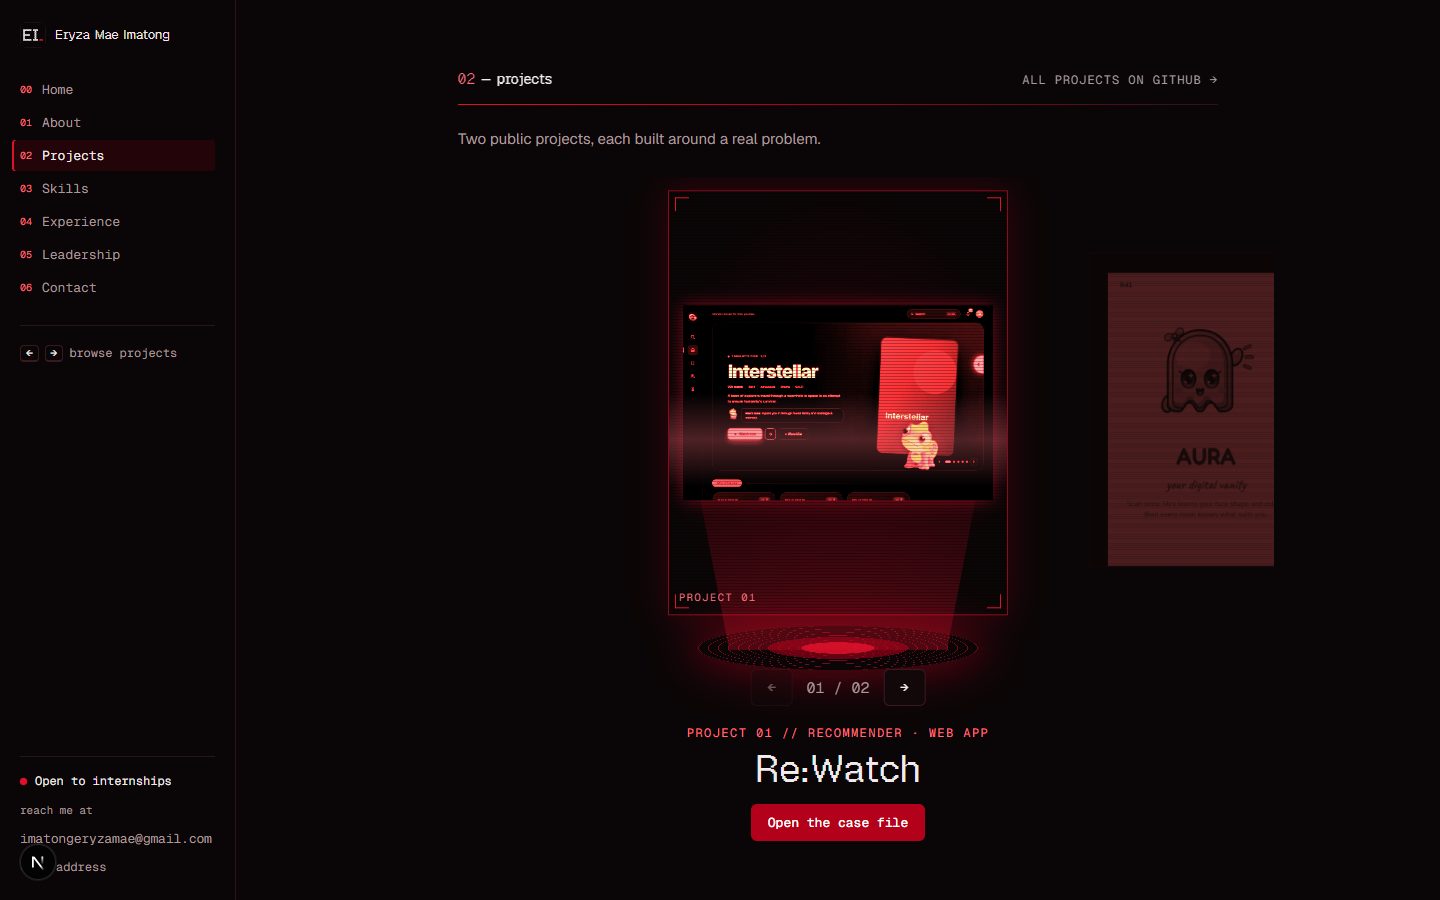 EI.
Eryza Mae Imatong
00 Home
01 About
02 Projects
03 Skills
04 Experience
05 Leadership
06 Contact
← → browse projects
Open to internships
reach me at
imatongeryzamae@gmail.com
N
address
02 — projects
ALL PROJECTS ON GITHUB →
Two public projects, each built around a real problem.
Interstellar
Interstellar
PROJECT 01
AURA
your digital vanity
← 01 / 02 →
PROJECT 01 // RECOMMENDER · WEB APP
Re:Watch
Open the case file